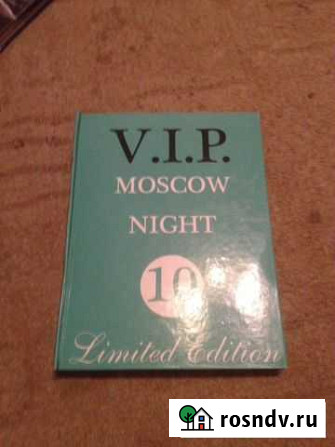 V.I.P.
MOSCOW
NIGHT
10
Limited Edition
rosndv.ru